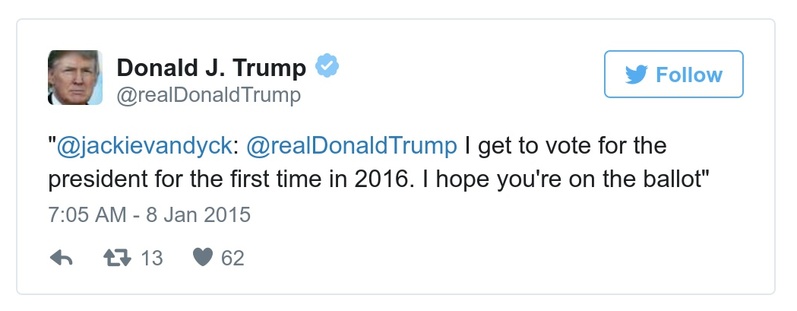 Donald J. Trump
@realDonaldTrump
Follow
"@jackievandyck: @realDonaldTrump I get to vote for the
president for the first time in 2016. I hope you're on the ballot"
7:05 AM - 8 Jan 2015
13 62